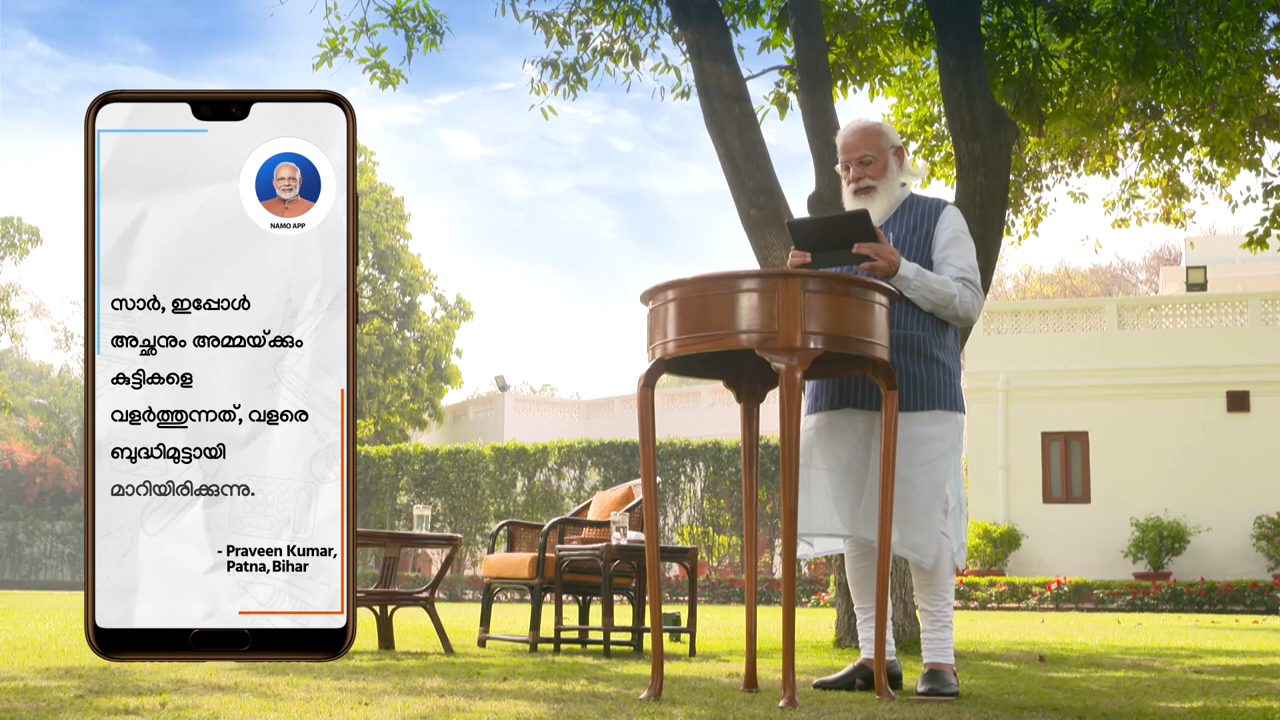 NAMO APP
സാർ, ഇപ്പോൾ
അച്ഛനും അമ്മയ്ക്കും
കുട്ടികളെ
വളർത്തുന്നത്, വളരെ
ബുദ്ധിമുട്ടായി
മാറിയിരിക്കുന്നു.
- Praveen Kumar,
Patna, Bihar